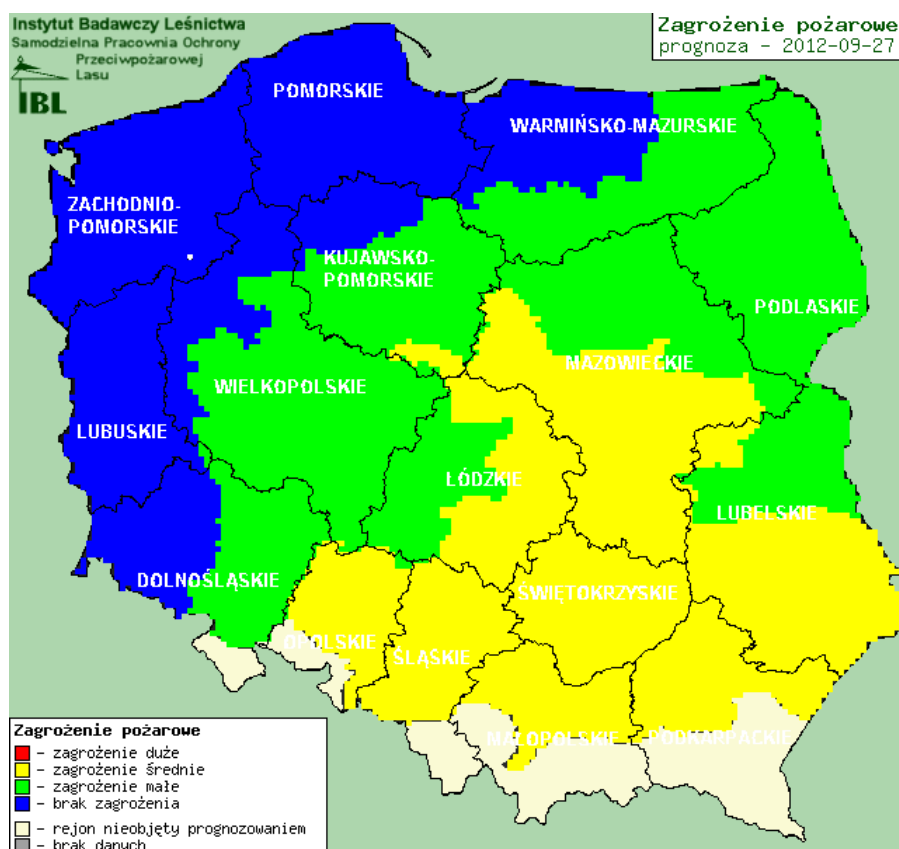 Instytut Badawczy Leśnictwa
Samodzielna Pracownia Ochrony
Przeciwpożarowej
Lasu
IBL
Zagrożenie pożarowe
prognoza - 2012-09-27
POMORSKIE
WARMIŃSKO-MAZURSKIE
ZACHODNIO-
POMORSKIE
KUJAWSKO-
POMORSKIE
PODLASKIE
MAZOWIECKIE
WIELKOPOLSKIE
LUBUSKIE
ŁÓDZKIE
LUBELSKIE
DOLNOŚLĄSKIE
ŚWIĘTOKRZYSKIE
OPOLSKIE
ŚLĄSKIE
MAŁOPOLSKIE
PODKARPACKIE
Zagrożenie pożarowe
- zagrożenie duże
- zagrożenie średnie
- zagrożenie małe
- brak zagrożenia
- rejon nieobjęty prognozowaniem
- brak danych